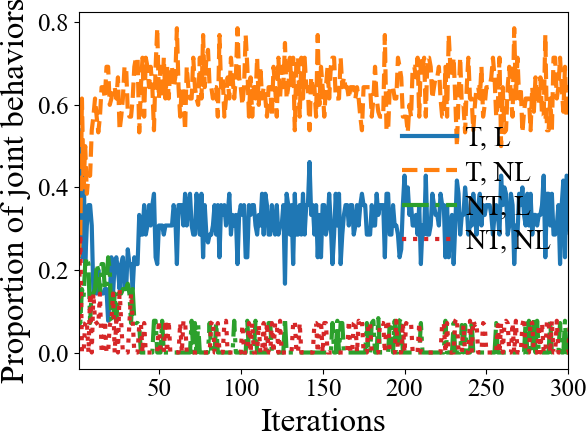 Proportion of joint behaviors
0.8
0.6
0.4
0.2
0.0
T, L
T, NL
NT, L
NT, NL
50
100
150
200
250
300
Iterations